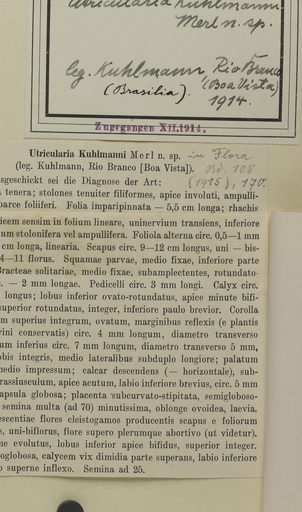 Utricularia Kuhlmanni
Merl n. sp.
leg. Kuhlmann, Rio Branco
(Brasilia). (Boa Vista)
1914.
Zugegangen XII. 1914.
Utricularia Kuhlmanni Merl n. sp. in Flora
(leg. Kuhlmann, Rio Branco [Boa Vista]). Bd. 108
sgeschickt sei die Diagnose der Art: (1915), 170.
a tenera; stolones tenuiter filiformes, apice involuti, ampulli-
parce foliiferi. Folia imparipinnata — 5,5 cm longa; rhachis
icem sensim in folium lineare, uninervium transiens, inferiore
um stolonifera vel ampullifera. Foliola alterna circ. 0,5—1 mm
cm longa, linearia. Scapus circ. 9—12 cm longus, uni — bis-
4—11 florus. Squamae parvae, medio fixae, inferiore parte
Bracteae solitariae, medio fixae, subamplectentes, rotundato-
. — 2 mm longae. Pedicelli circ. 3 mm longi. Calyx circ.
longus; lobus inferior ovato-rotundatus, apice minute bifi-
superior rotundatus, integer, inferiore paulo brevior. Corolla
m superius integrum, ovatum, marginibus reflexis (e plantis
vini conservatis) circ. 4 mm longum, diametro transverso
um inferius circ. 7 mm longum, diametro transverso 5 mm,
obis integris, medio lateralibus subduplo longiore; palatum
nedio impressum; calcar descendens (— horizontale), sub-
rassiusculum, apice acutum, labio inferiore brevius, circ. 5 mm
apsula globosa; placenta subcurvato-stipitata, semigloboso-
semina multa (ad 70) minutissima, oblonge ovoidea, laevia.
escentiae flores cleistogamos producentis scapus e foliorum
s, uni-biflorus, flore supero plerumque abortivo (ut videtur).
ne evolutus, lobus inferior apice bifidus, superior integer.
oglobosa, calycem vix dimidia parte superans, labio inferiore
o superne inflexo. Semina ad 25.